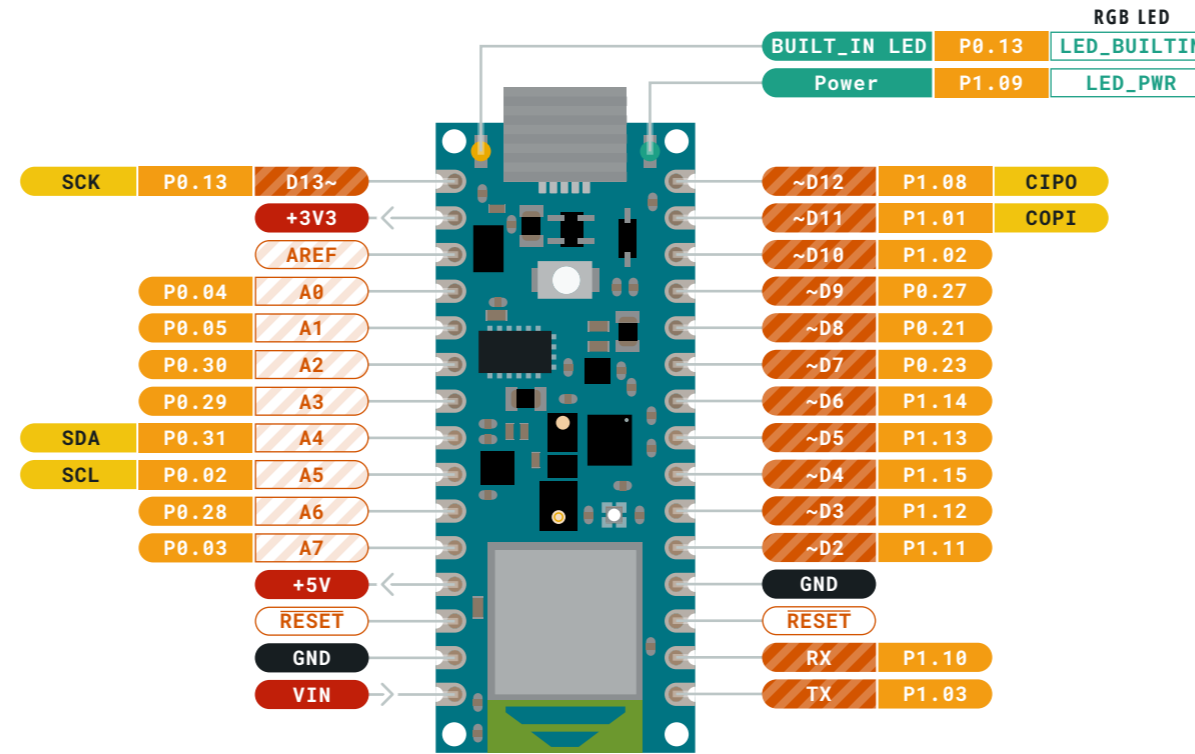 RGB LED
BUILT_IN LED P0.13 LED_BUILTIN
Power P1.09 LED_PWR
SCK P0.13 D13~
+3V3
AREF
P0.04 A0
P0.05 A1
P0.30 A2
P0.29 A3
SDA P0.31 A4
SCL P0.02 A5
P0.28 A6
P0.03 A7
+5V
RESET
GND
VIN
~D12 P1.08 CIPO
~D11 P1.01 COPI
~D10 P1.02
~D9 P0.27
~D8 P0.21
~D7 P0.23
~D6 P1.14
~D5 P1.13
~D4 P1.15
~D3 P1.12
~D2 P1.11
GND
RESET
RX P1.10
TX P1.03